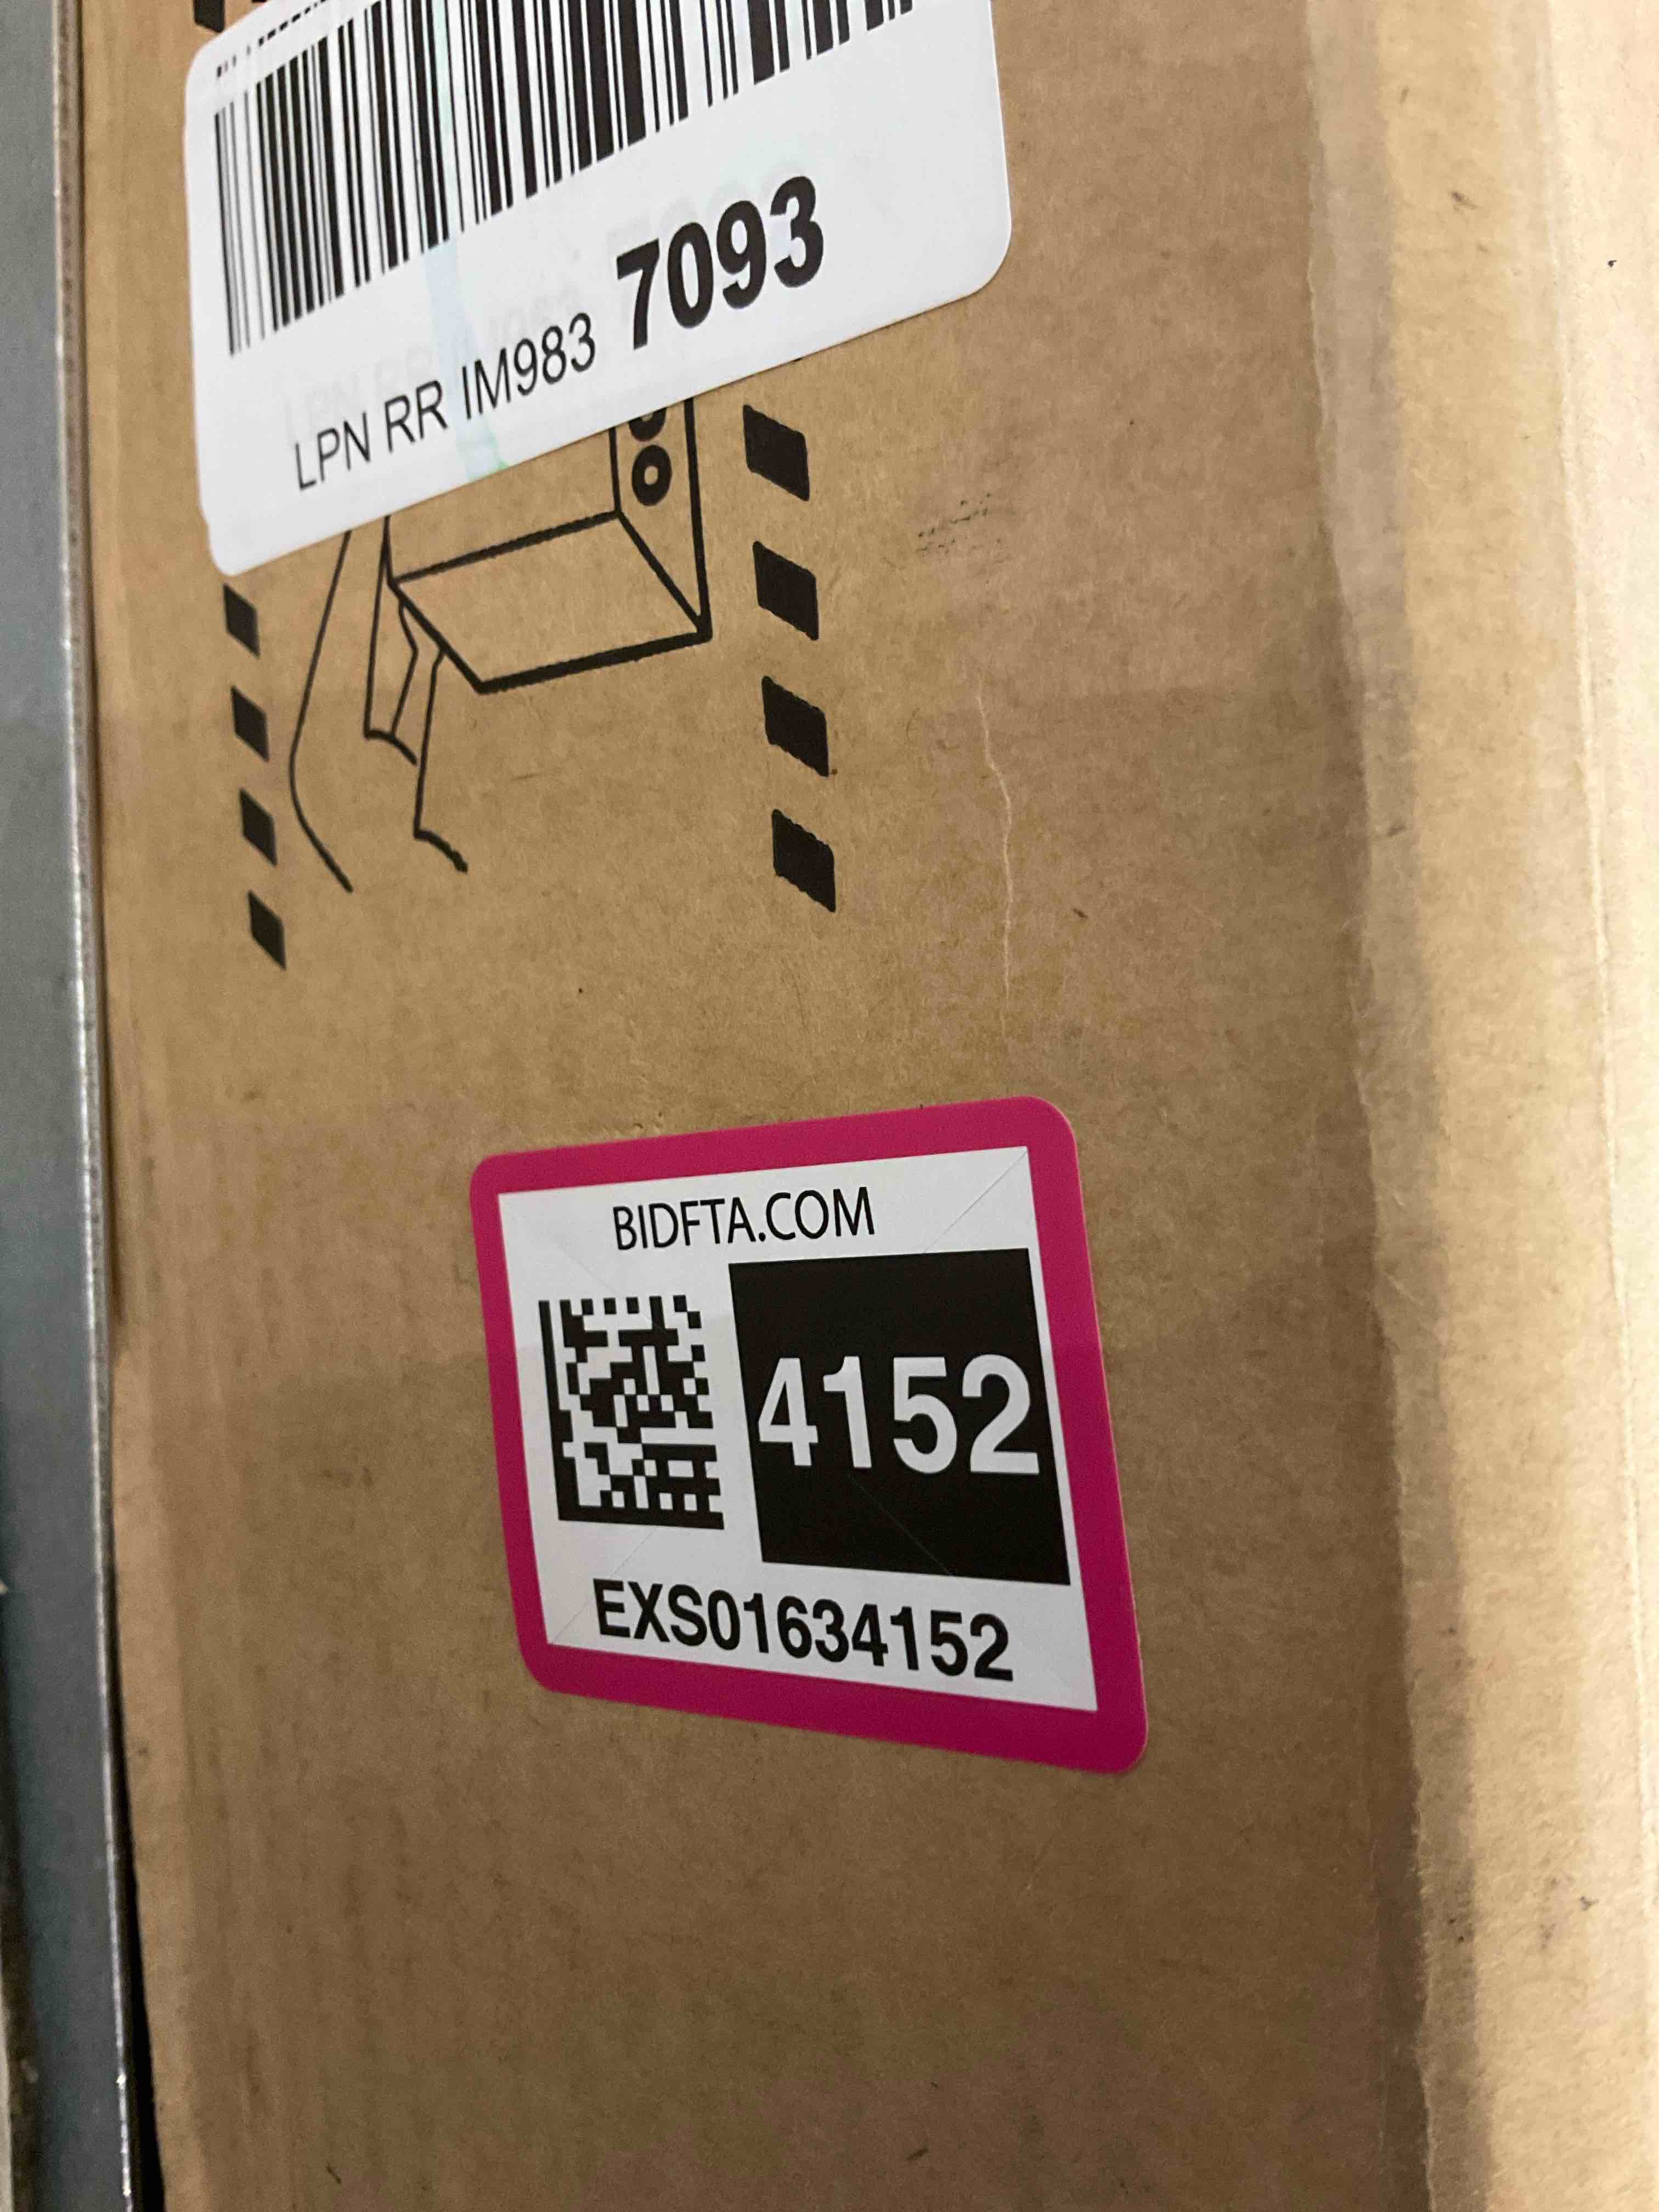 LPN RR IM983 7093
BIDFTA.COM
4152
EXS01634152